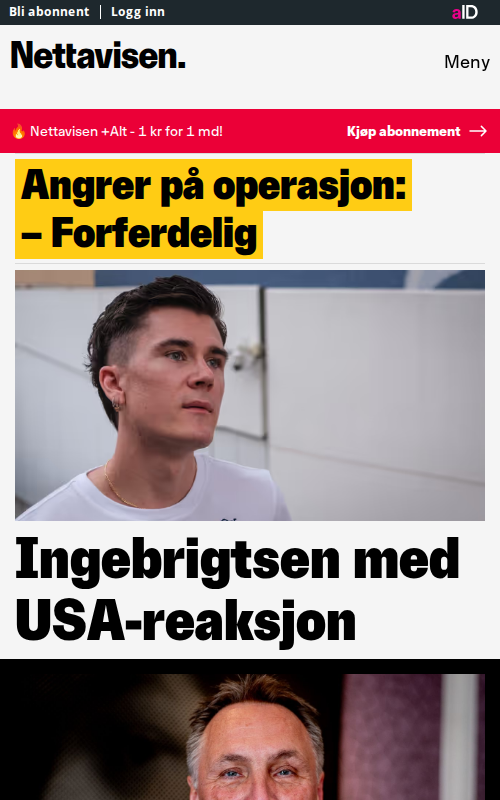 Bli abonnent
Logg inn
aID
Nettavisen.
Meny
🔥 Nettavisen +Alt - 1 kr for 1 md!
Kjøp abonnement →
Angrer på operasjon:
– Forferdelig
Ingebrigtsen med
USA-reaksjon